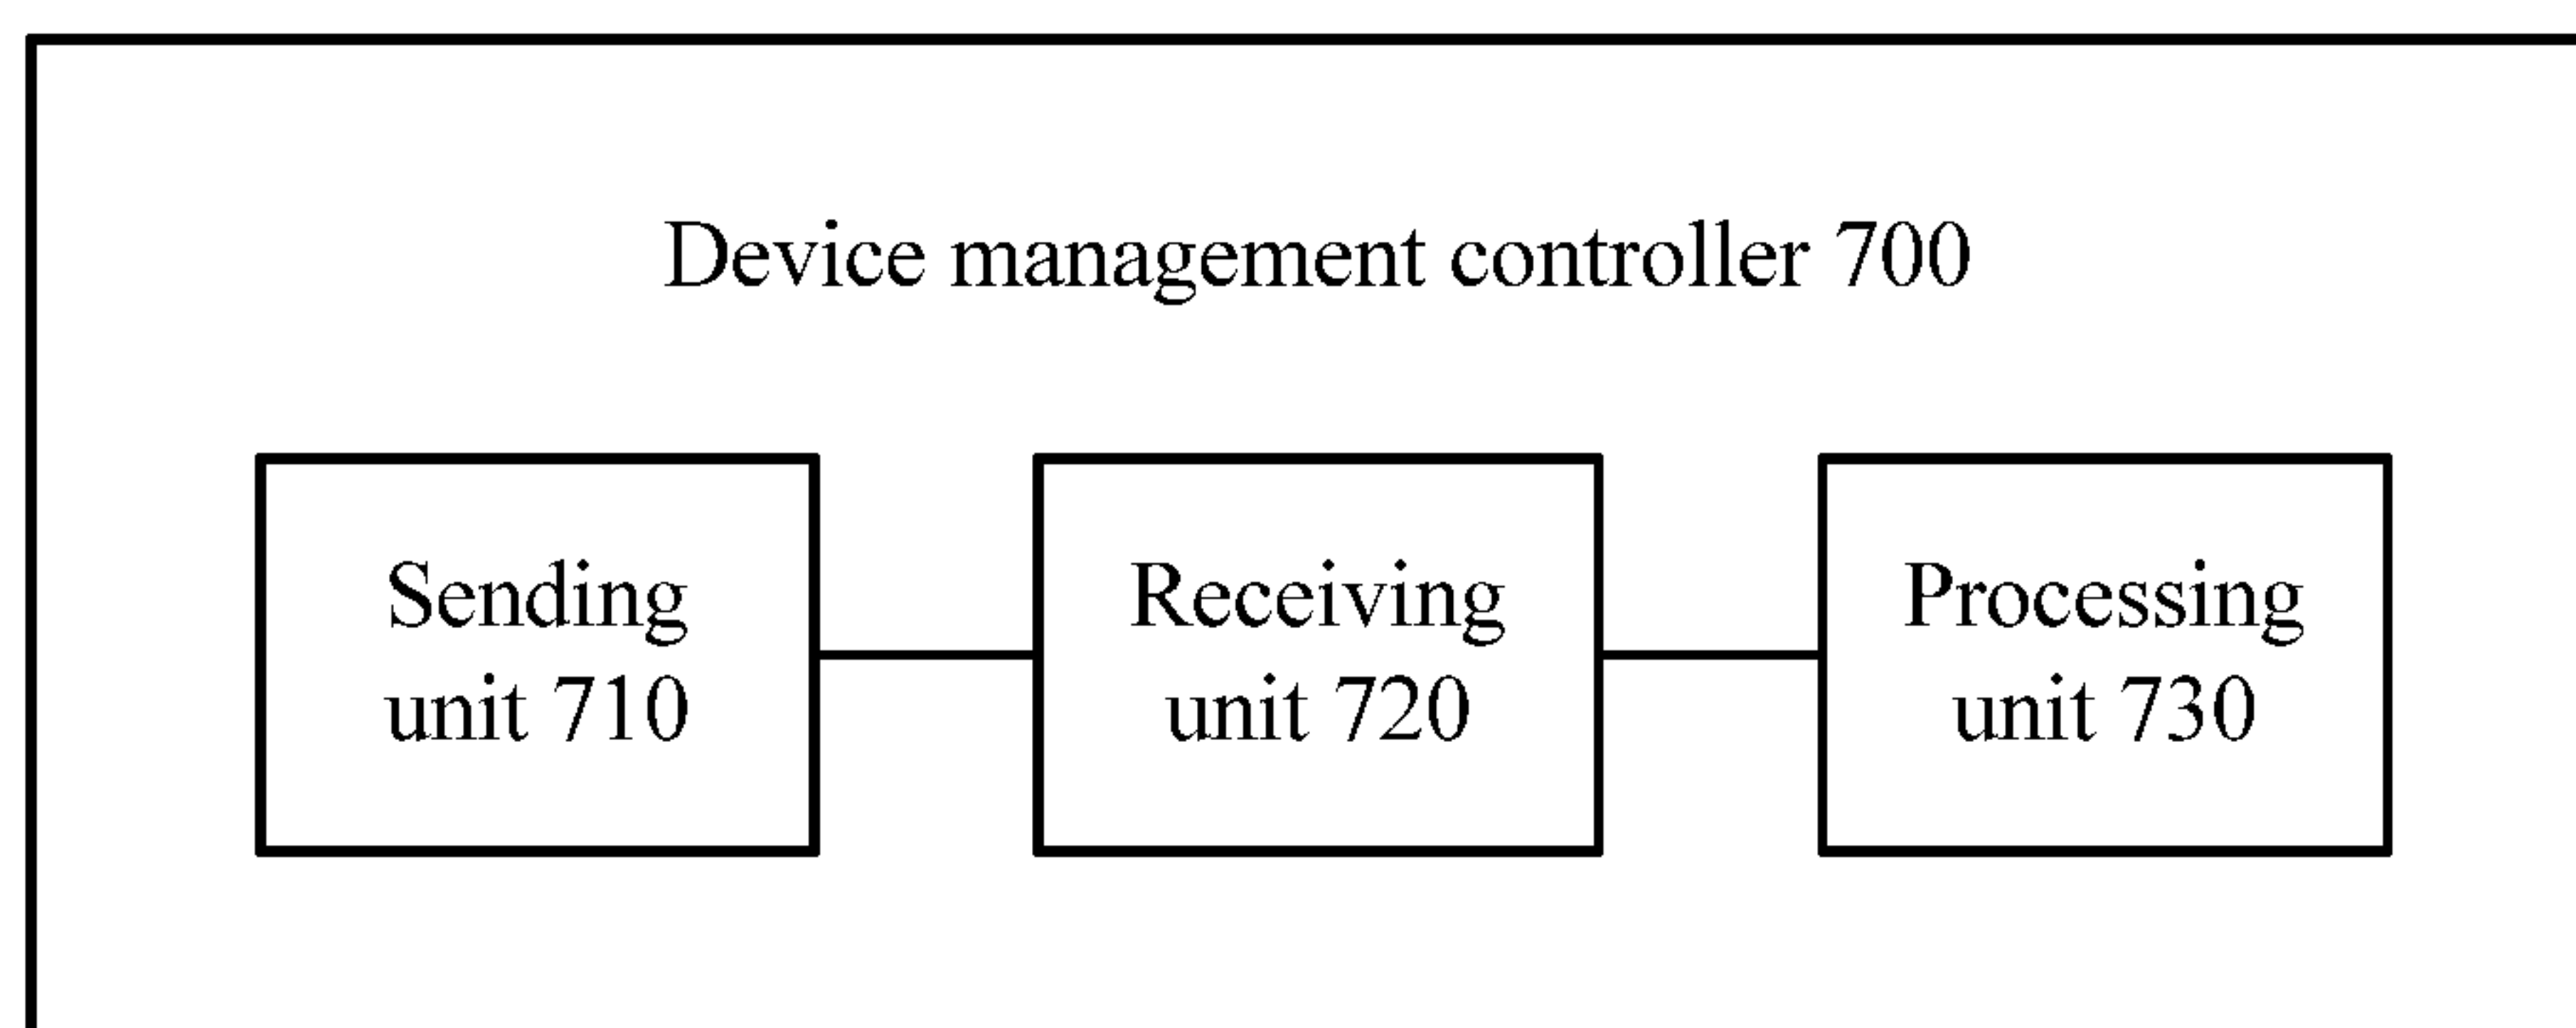 Device management controller 700
Sending
unit 710
Receiving
unit 720
Processing
unit 730